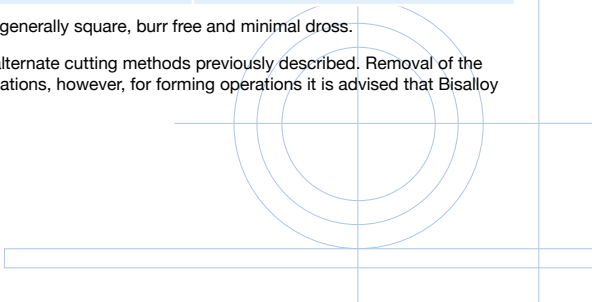 generally square, burr free and minimal dross.
alternate cutting methods previously described. Removal of the
ations, however, for forming operations it is advised that Bisalloy